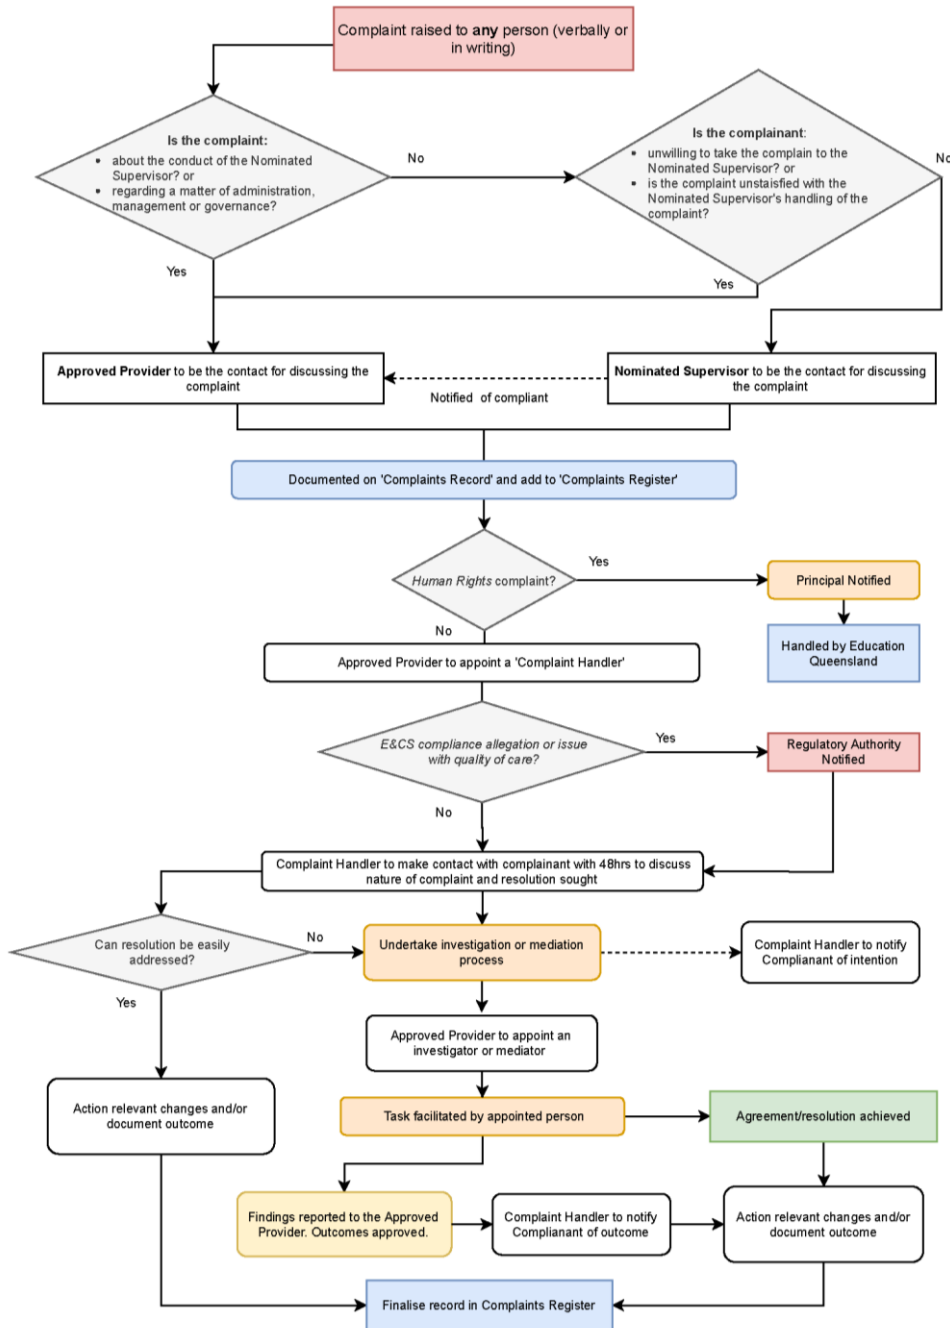 Complaint raised to any person (verbally or
in writing)
Is the complaint:
• about the conduct of the Nominated
Supervisor? or
• regarding a matter of administration,
management or governance?
No
Is the complainant:
• unwilling to take the complain to the
Nominated Supervisor? or
• is the complaint unstaisfied with the
Nominated Supervisor's handling of the
complaint?
No
Yes
Yes
Approved Provider to be the contact for discussing the
complaint
Notified of compliant
Nominated Supervisor to be the contact for discussing
the complaint
Documented on 'Complaints Record' and add to 'Complaints Register'
Human Rights complaint?
Yes
Principal Notified
Handled by Education
Queensland
No
Approved Provider to appoint a 'Complaint Handler'
E&CS compliance allegation or issue
with quality of care?
Yes
Regulatory Authority
Notified
No
Complaint Handler to make contact with complainant with 48hrs to discuss
nature of complaint and resolution sought
Can resolution be easily
addressed?
No
Undertake investigation or mediation
process
Complaint Handler to notify
Complianant of intention
Yes
Approved Provider to appoint an
investigator or mediator
Action relevant changes and/or
document outcome
Task facilitated by appointed person
Agreement/resolution achieved
Findings reported to the Approved
Provider. Outcomes approved.
Complaint Handler to notify
Complianant of outcome
Action relevant changes and/or
document outcome
Finalise record in Complaints Register